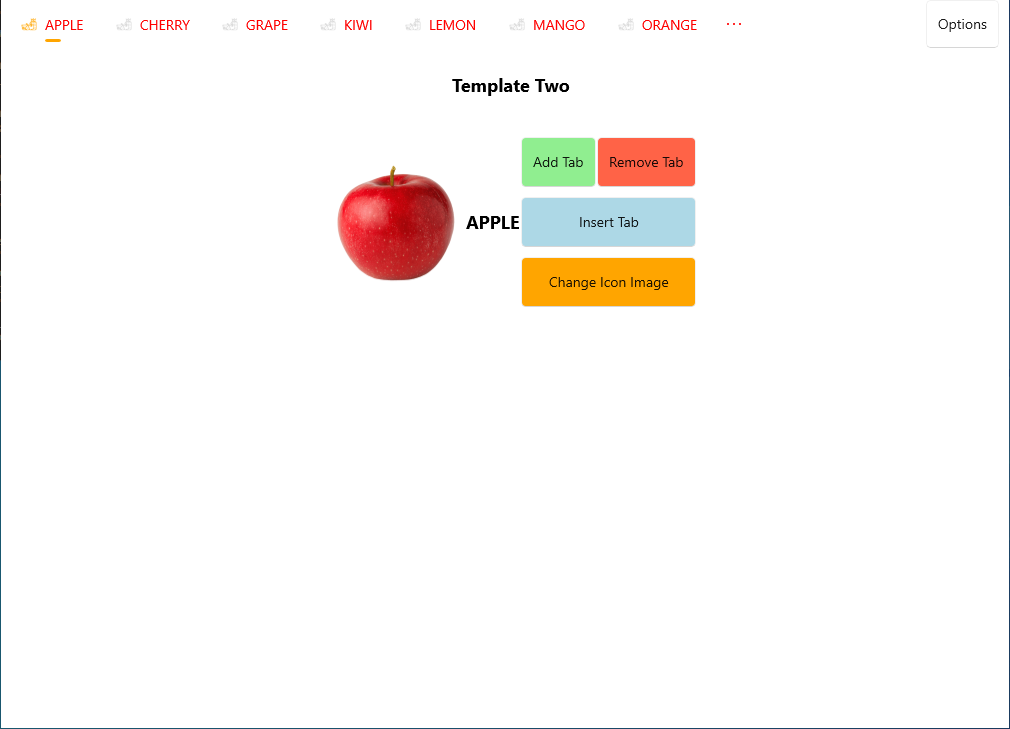 APPLE CHERRY GRAPE KIWI LEMON MANGO ORANGE ... Options
Template Two
Add Tab Remove Tab
APPLE Insert Tab
Change Icon Image